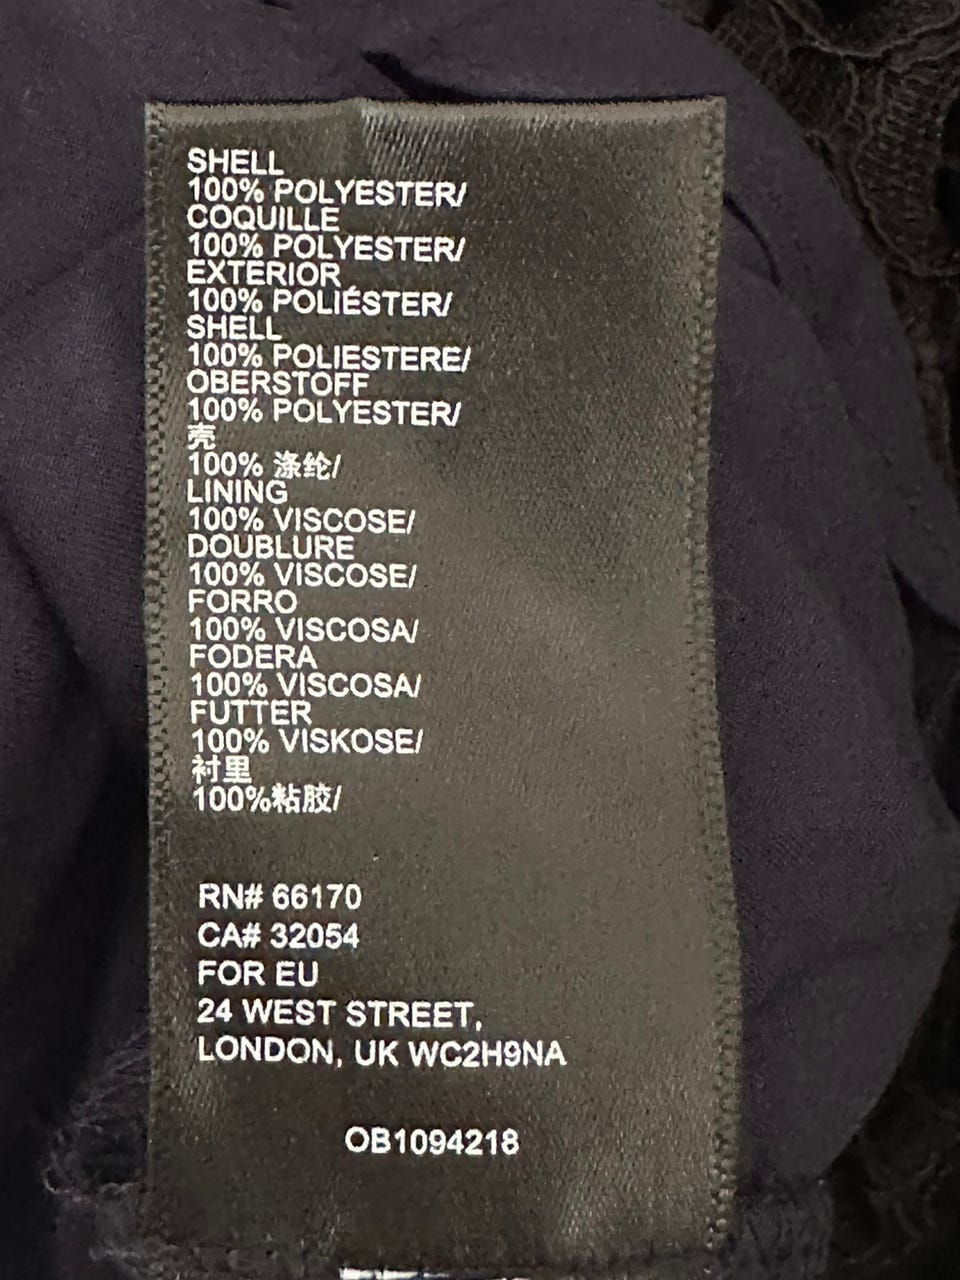 SHELL
100% POLYESTER/
COQUILLE
100% POLYESTER/
EXTERIOR
100% POLIÉSTER/
SHELL
100% POLIESTERE/
OBERSTOFF
100% POLYESTER/
壳
100% 涤纶/
LINING
100% VISCOSE/
DOUBLURE
100% VISCOSE/
FORRO
100% VISCOSA/
FODERA
100% VISCOSA/
FUTTER
100% VISKOSE/
衬里
100%粘胶/
RN# 66170
CA# 32054
FOR EU
24 WEST STREET,
LONDON, UK WC2H9NA
OB1094218